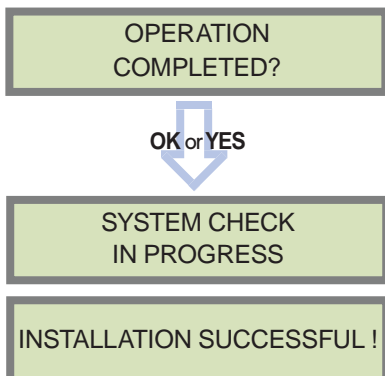 OPERATION
COMPLETED?
OK or YES
SYSTEM CHECK
IN PROGRESS
INSTALLATION SUCCESSFUL !